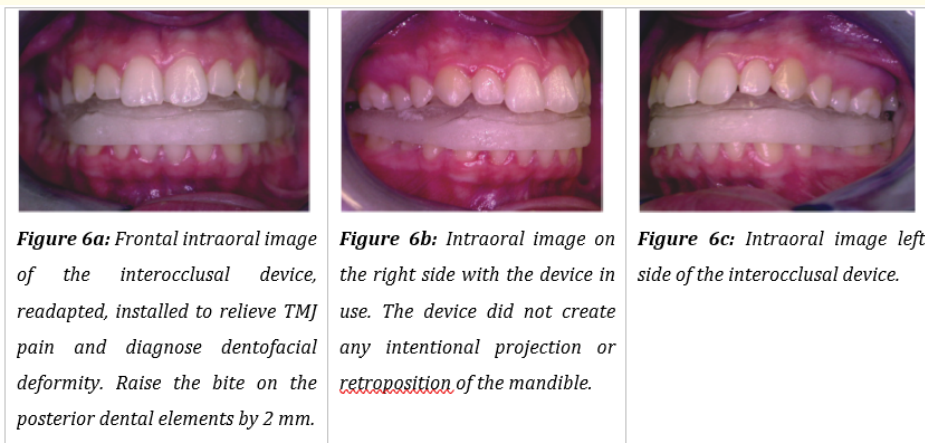 Figure 6a: Frontal intraoral image
of the interocclusal device,
readapted, installed to relieve TMJ
pain and diagnose dentofacial
deformity. Raise the bite on the
posterior dental elements by 2 mm.
Figure 6b: Intraoral image on
the right side with the device in
use. The device did not create
any intentional projection or
retroposition of the mandible.
Figure 6c: Intraoral image left
side of the interocclusal device.